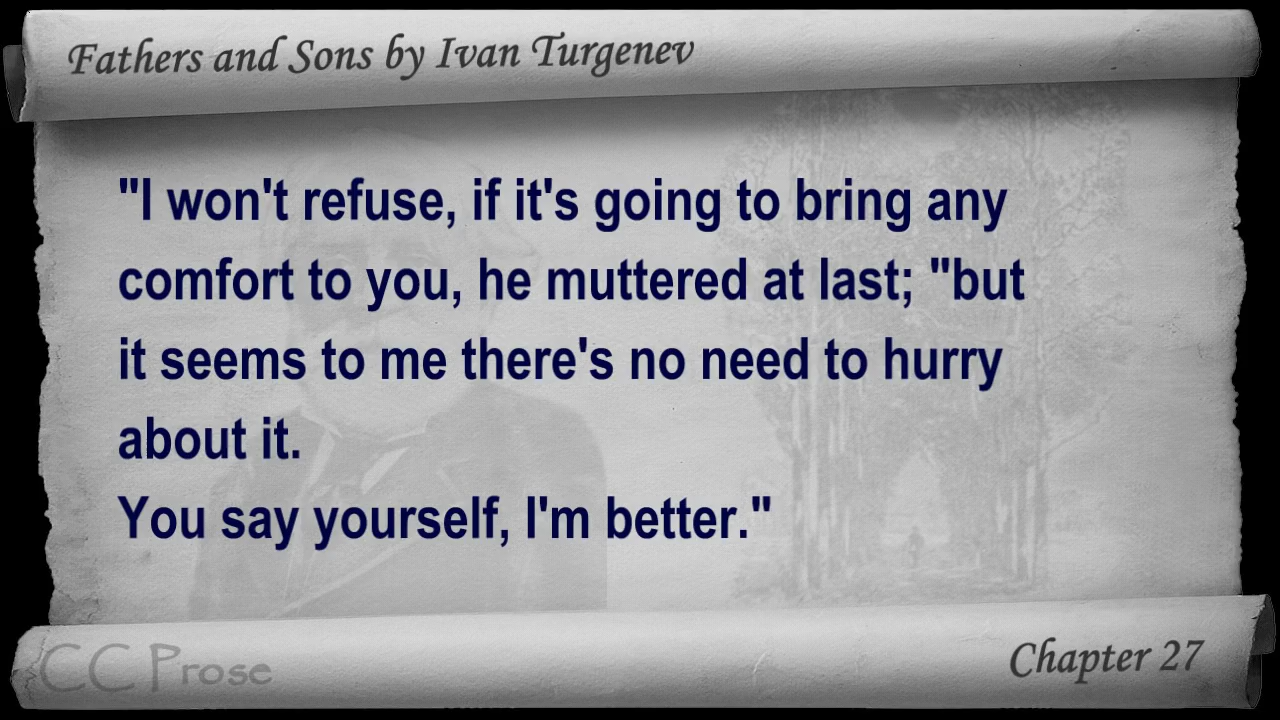 Fathers and Sons by Ivan Turgenev
"I won't refuse, if it's going to bring any
comfort to you, he muttered at last; "but
it seems to me there's no need to hurry
about it.
You say yourself, I'm better."
CC Prose
Chapter 27